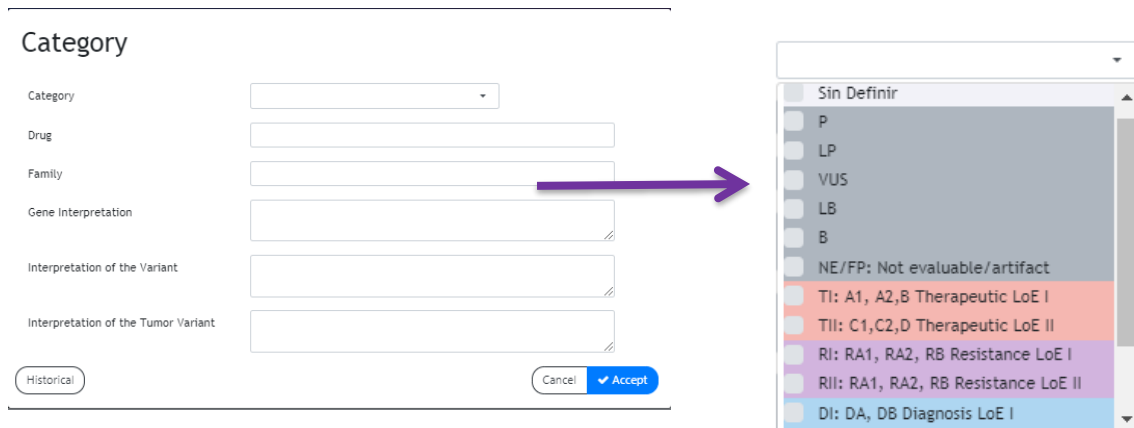 Category
Category
Drug
Family
Gene Interpretation
Interpretation of the Variant
Interpretation of the Tumor Variant
Historical
Cancel
Accept
Sin Definir
P
LP
VUS
LB
B
NE/FP: Not evaluable/artifact
TI: A1, A2,B Therapeutic LoE I
TII: C1,C2,D Therapeutic LoE II
RI: RA1, RA2, RB Resistance LoE I
RII: RA1, RA2, RB Resistance LoE II
DI: DA, DB Diagnosis LoE I